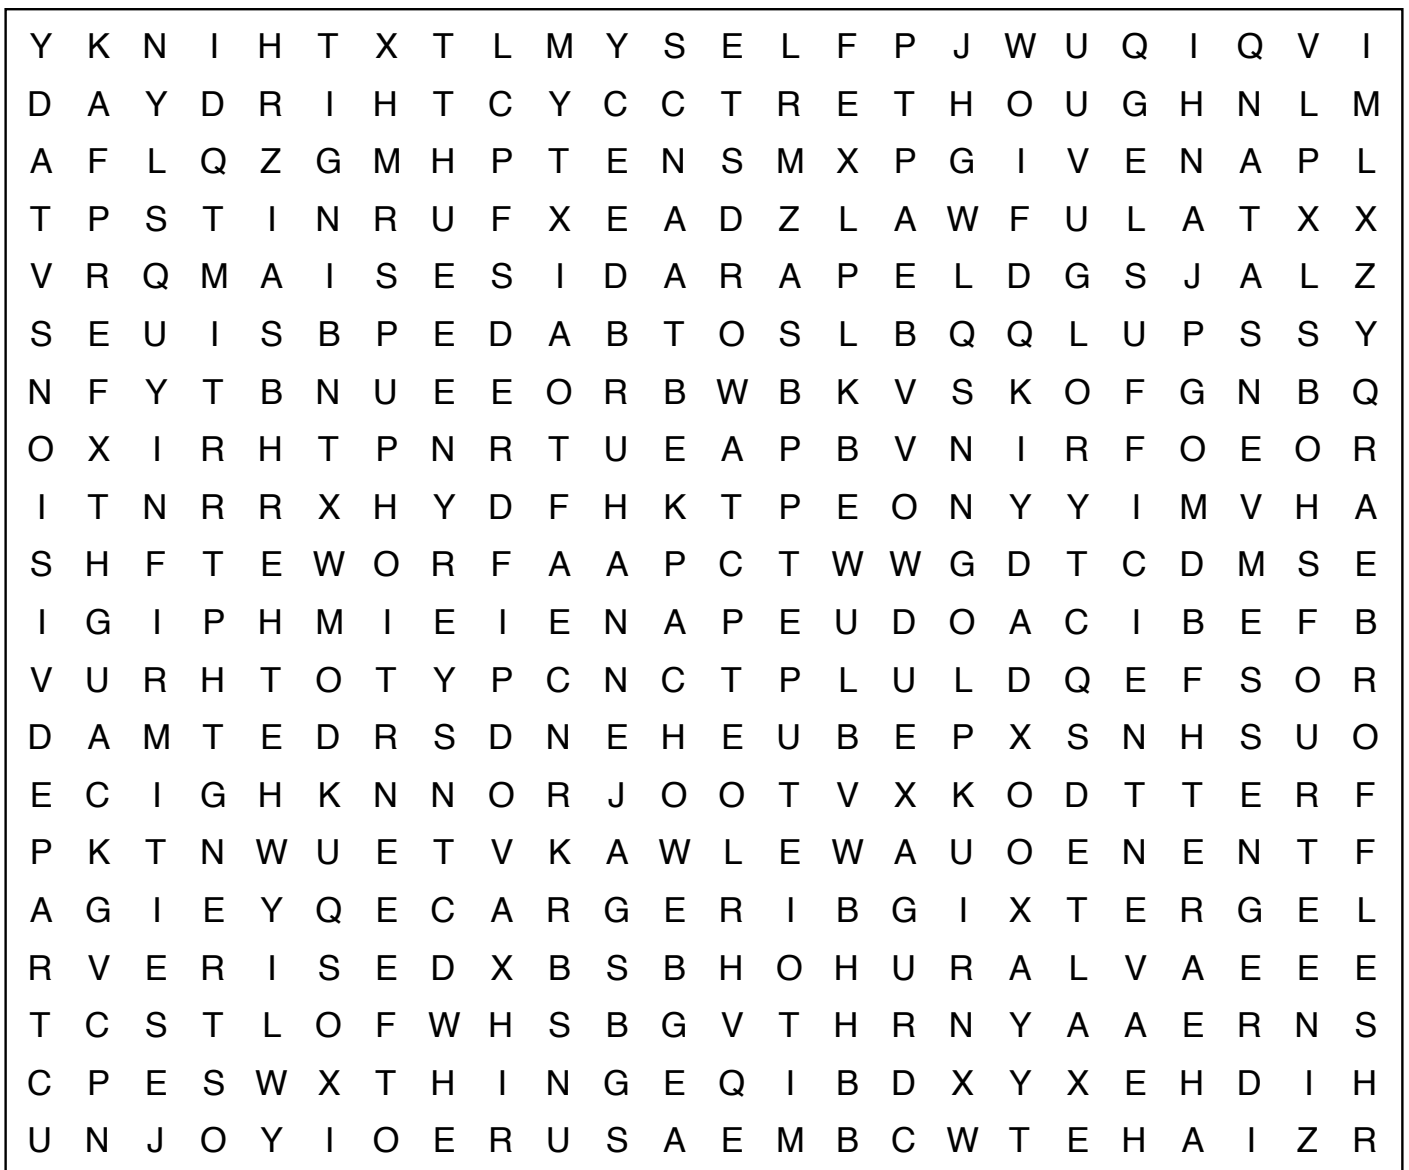 Y K N I H T X T L M Y S E L F P J W U Q I Q V I
D A Y D R I H T C Y C C T R E T H O U G H N L M
A F L Q Z G M H P T E N S M X P G I V E N A P L
T P S T I N R U F X E A D Z L A W F U L A T X X
V R Q M A I S E S I D A R A P E L D G S J A L Z
S E U I S B P E D A B T O S L B Q Q L U P S S Y
N F Y T B N U E E O R B W B K V S K O F G N B Q
O X I R H T P N R T U E A P B V N I R F O E O R
I T N R R X H Y D F H K T P E O N Y Y I M V H A
S H F T E W O R F A A P C T W W G D T C D M S E
I G I P H M I E I E N A P E U D O A C I B E F B
V U R H T O T Y P C N C T P L U L D Q E F S O R
D A M T E D R S D N E H E U B E P X S N H S U O
E C I G H K N N O R J O O T V X K O D T T E R F
P K T N W U E T V K A W L E W A U O E N E N T F
A G I E Y Q E C A R G E R I B G I X T E R G E L
R V E R I S E D X B S B H O H U R A L V A E E E
T C S T L O F W H S B G V T H R N Y A A E R N S
C P E S W X T H I N G E Q I B D X Y X E H D I H
U N J O Y I O E R U S A E M B C W T E H A I Z R